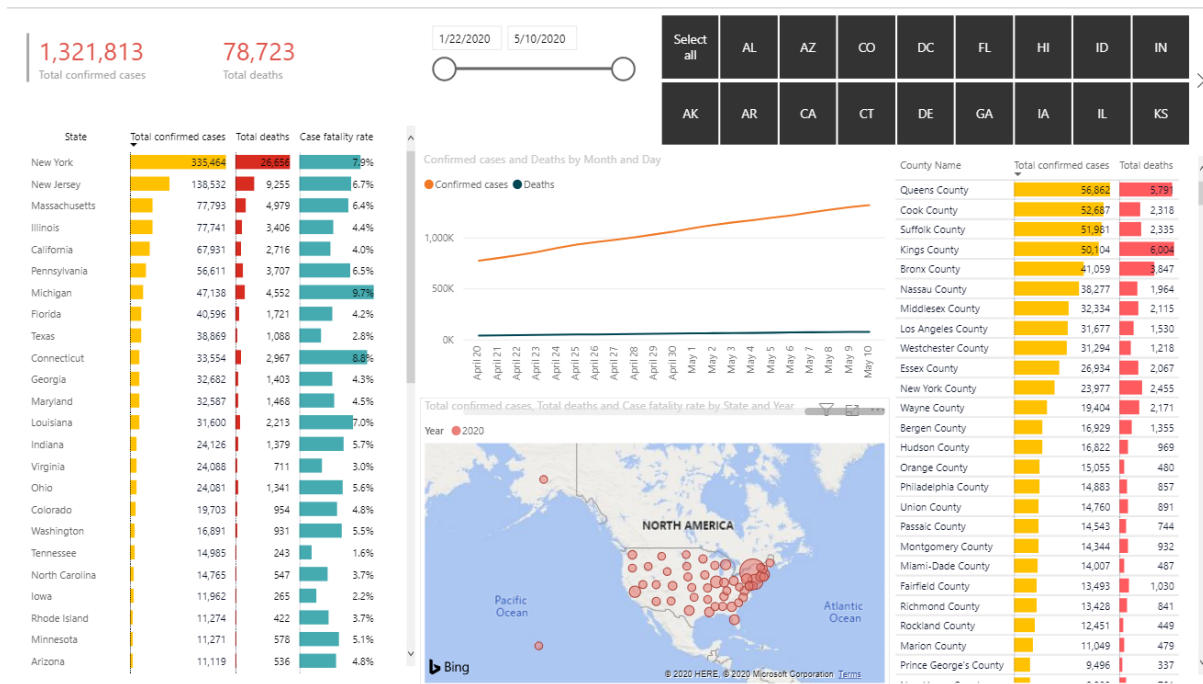 1,321,813
Total confirmed cases
78,723
Total deaths
1/22/2020 5/10/2020
Select all AL AZ CO DC FL HI ID IN
AK AR CA CT DE GA IA IL KS
State Total confirmed cases Total deaths Case fatality rate
New York 335,464 26,656 7.9%
New Jersey 138,532 9,255 6.7%
Massachusetts 77,793 4,979 6.4%
Illinois 77,741 3,406 4.4%
California 67,931 2,716 4.0%
Pennsylvania 56,611 3,707 6.5%
Michigan 47,138 4,552 9.7%
Florida 40,596 1,721 4.2%
Texas 38,869 1,088 2.8%
Connecticut 33,554 2,967 8.8%
Georgia 32,682 1,403 4.3%
Maryland 32,587 1,468 4.5%
Louisiana 31,600 2,213 7.0%
Indiana 24,126 1,379 5.7%
Virginia 24,088 711 3.0%
Ohio 24,081 1,341 5.6%
Colorado 19,703 954 4.8%
Washington 16,891 931 5.5%
Tennessee 14,985 243 1.6%
North Carolina 14,765 547 3.7%
Iowa 11,962 265 2.2%
Rhode Island 11,274 422 3.7%
Minnesota 11,271 578 5.1%
Arizona 11,119 536 4.8%
Confirmed cases and Deaths by Month and Day
Confirmed cases Deaths
1,000K
500K
0K
April 20 April 21 April 22 April 23 April 24 April 25 April 26 April 27 April 28 April 29 April 30 May 1 May 2 May 3 May 4 May 5 May 6 May 7 May 8 May 9 May 10
Total confirmed cases, Total deaths and Case fatality rate by State and Year
Year 2020
NORTH AMERICA
Pacific
Ocean
Atlantic
Ocean
Bing
© 2020 HERE, © 2020 Microsoft Corporation Terms
County Name Total confirmed cases Total deaths
Queens County 56,862 5,791
Cook County 52,687 2,318
Suffolk County 51,981 2,335
Kings County 50,104 6,004
Bronx County 41,059 3,847
Nassau County 38,277 1,964
Middlesex County 32,334 2,115
Los Angeles County 31,677 1,530
Westchester County 31,294 1,218
Essex County 26,934 2,067
New York County 23,977 2,455
Wayne County 19,404 2,171
Bergen County 16,929 1,355
Hudson County 16,822 969
Orange County 15,055 480
Philadelphia County 14,883 857
Union County 14,760 891
Passaic County 14,543 744
Montgomery County 14,344 932
Miami-Dade County 14,007 487
Fairfield County 13,493 1,030
Richmond County 13,428 841
Rockland County 12,451 449
Marion County 11,049 479
Prince George's County 9,496 337